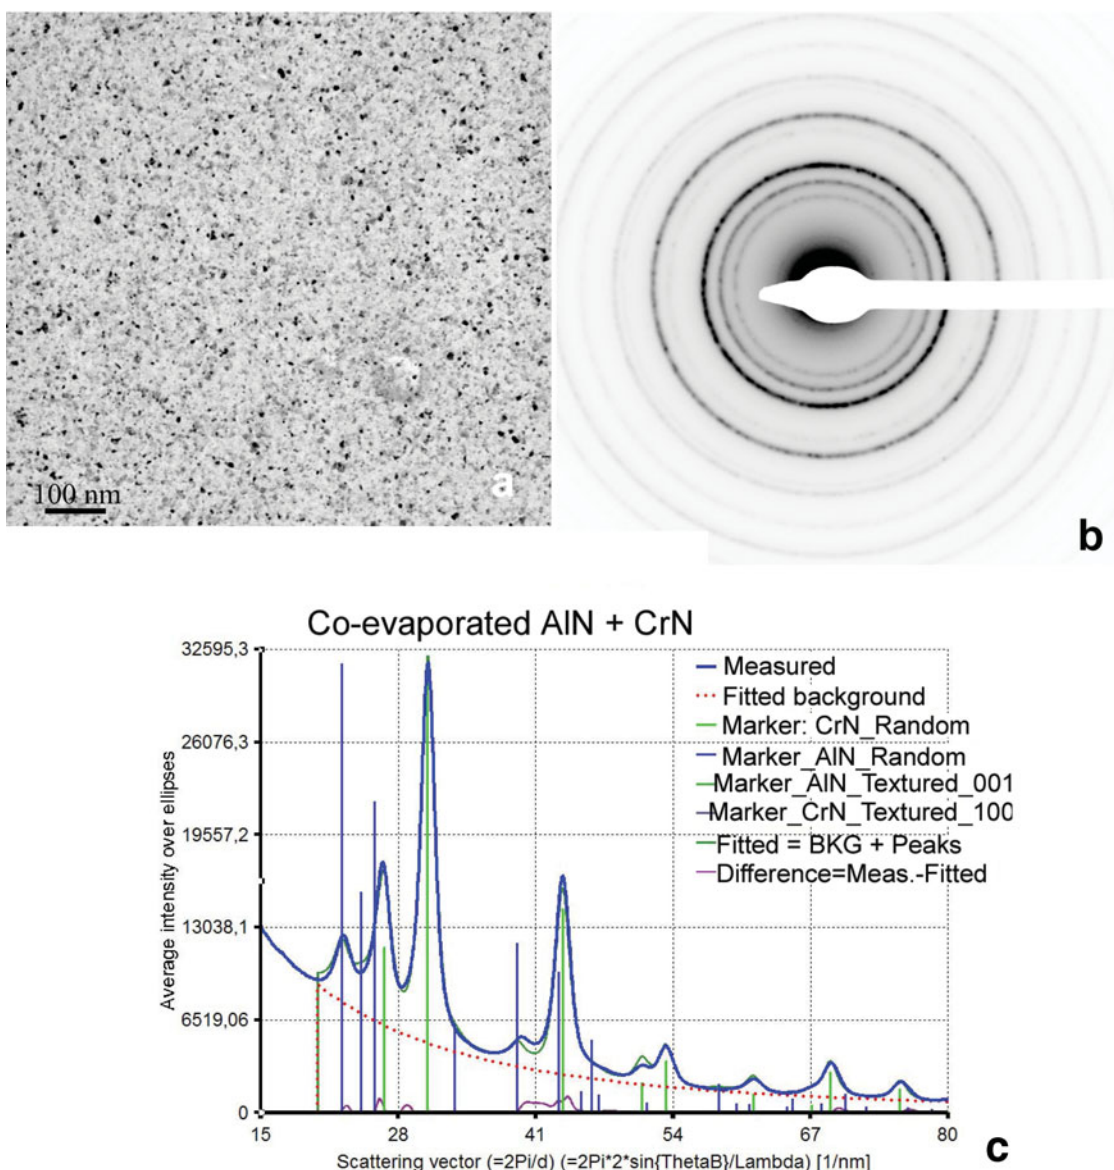 100 nm
a
b
Co-evaporated AlN + CrN
Average intensity over ellipses
32595,3
26076,3
19557,2
13038,1
6519,06
0
Measured
Fitted background
Marker: CrN_Random
Marker_AlN_Random
Marker_AlN_Textured_001
Marker_CrN_Textured_100
Fitted = BKG + Peaks
Difference=Meas.-Fitted
15 28 41 54 67 80
Scattering vector (=2Pi/d) (=2Pi*2*sin{ThetaB}/Lambda) [1/nm]
c